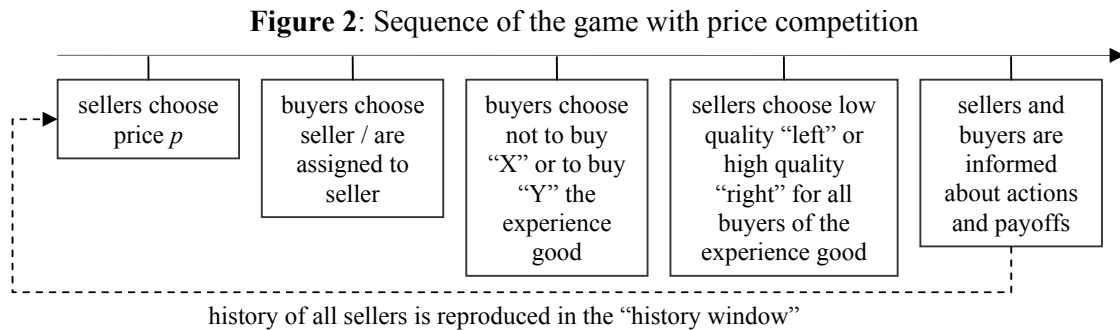 Figure 2: Sequence of the game with price competition
sellers choose
price p
buyers choose
seller / are
assigned to
seller
buyers choose
not to buy
“X” or to buy
“Y” the
experience
good
sellers choose low
quality “left” or
high quality
“right” for all
buyers of the
experience good
sellers and
buyers are
informed
about actions
and payoffs
history of all sellers is reproduced in the “history window”